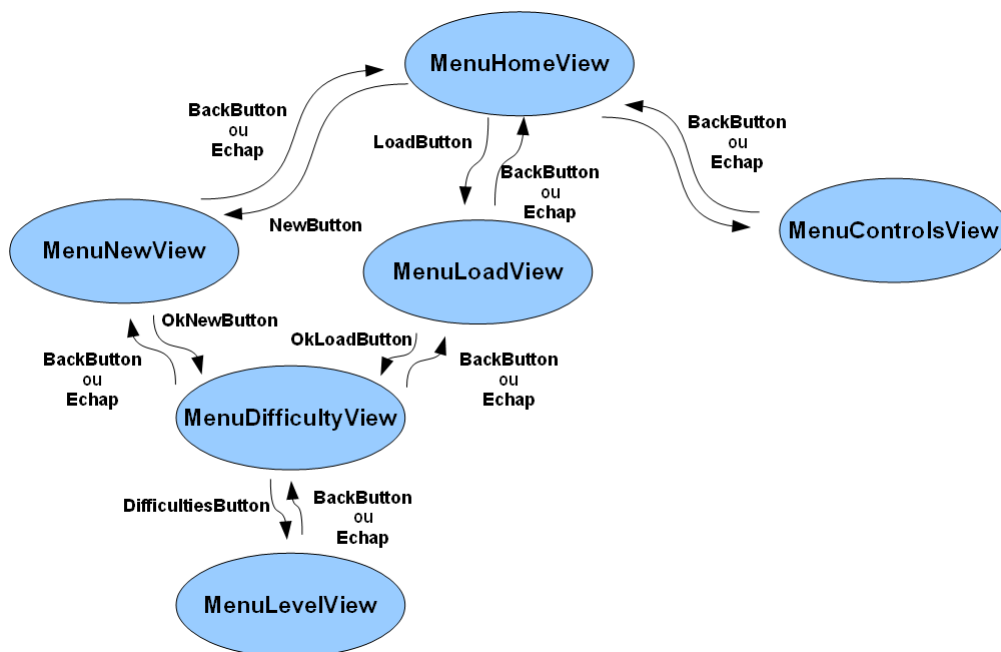 MenuHomeView
BackButton
ou
Echap
LoadButton
BackButton
ou
Echap
BackButton
ou
Echap
NewButton
MenuNewView
MenuLoadView
MenuControlsView
OkNewButton
OkLoadButton
BackButton
ou
Echap
BackButton
ou
Echap
MenuDifficultyView
DifficultiesButton
BackButton
ou
Echap
MenuLevelView